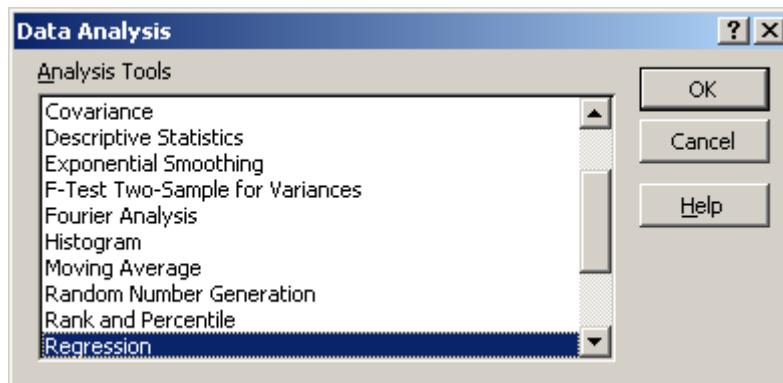 Data Analysis
Analysis Tools
Covariance
Descriptive Statistics
Exponential Smoothing
F-Test Two-Sample for Variances
Fourier Analysis
Histogram
Moving Average
Random Number Generation
Rank and Percentile
Regression
OK
Cancel
Help